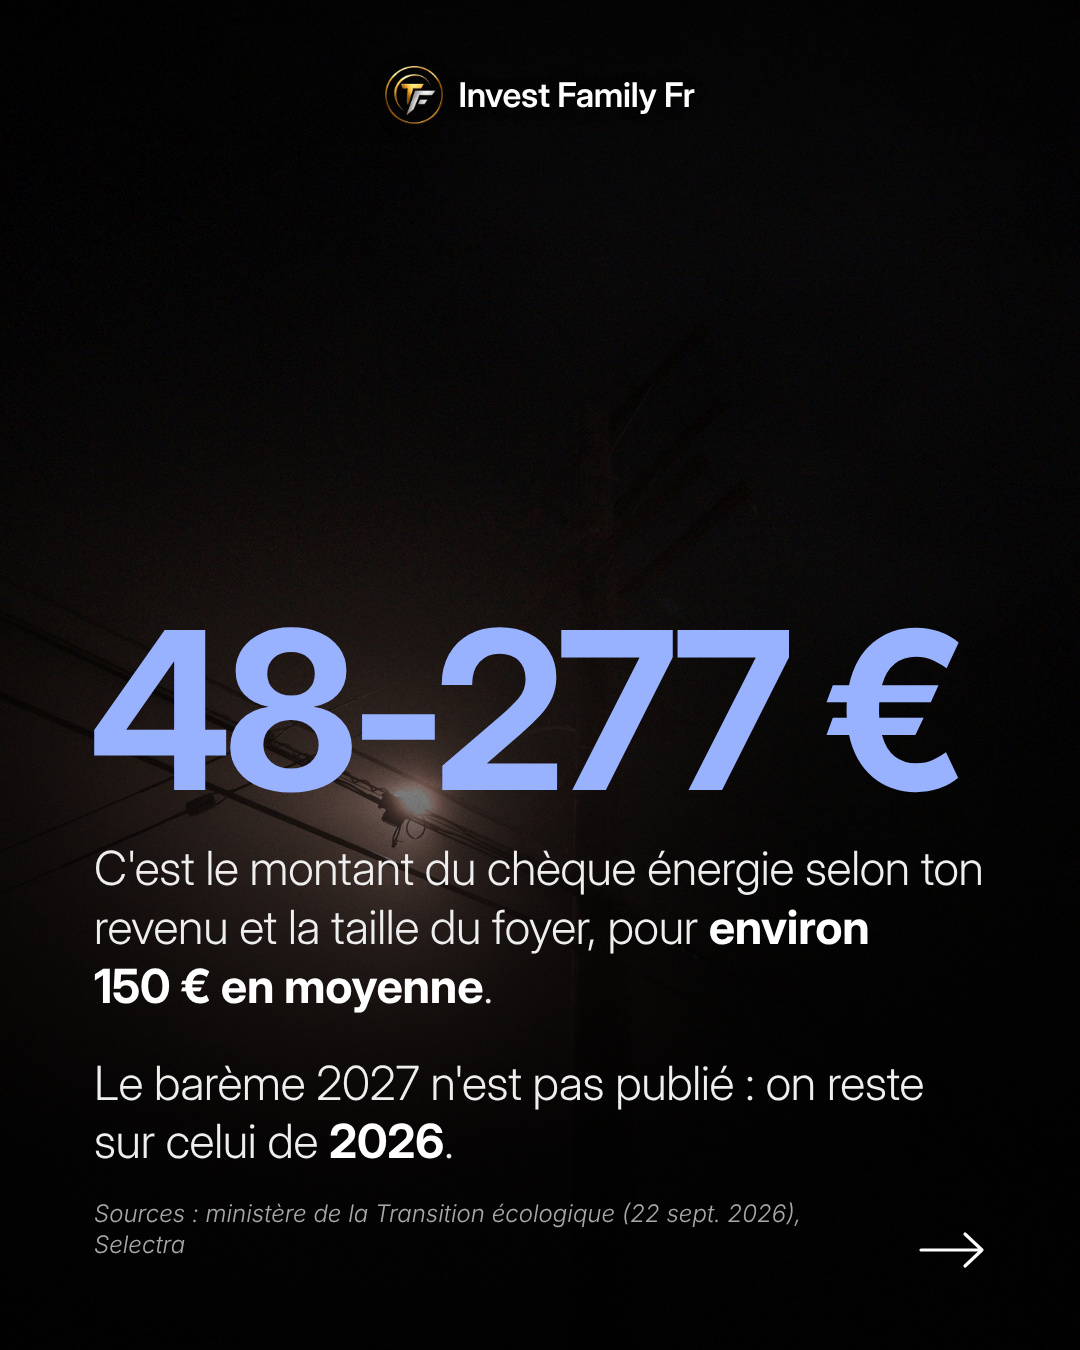 TF Invest Family Fr
48-277 €
C'est le montant du chèque énergie selon ton
revenu et la taille du foyer, pour environ
150 € en moyenne.
Le barème 2027 n'est pas publié : on reste
sur celui de 2026.
Sources : ministère de la Transition écologique (22 sept. 2026),
Selectra